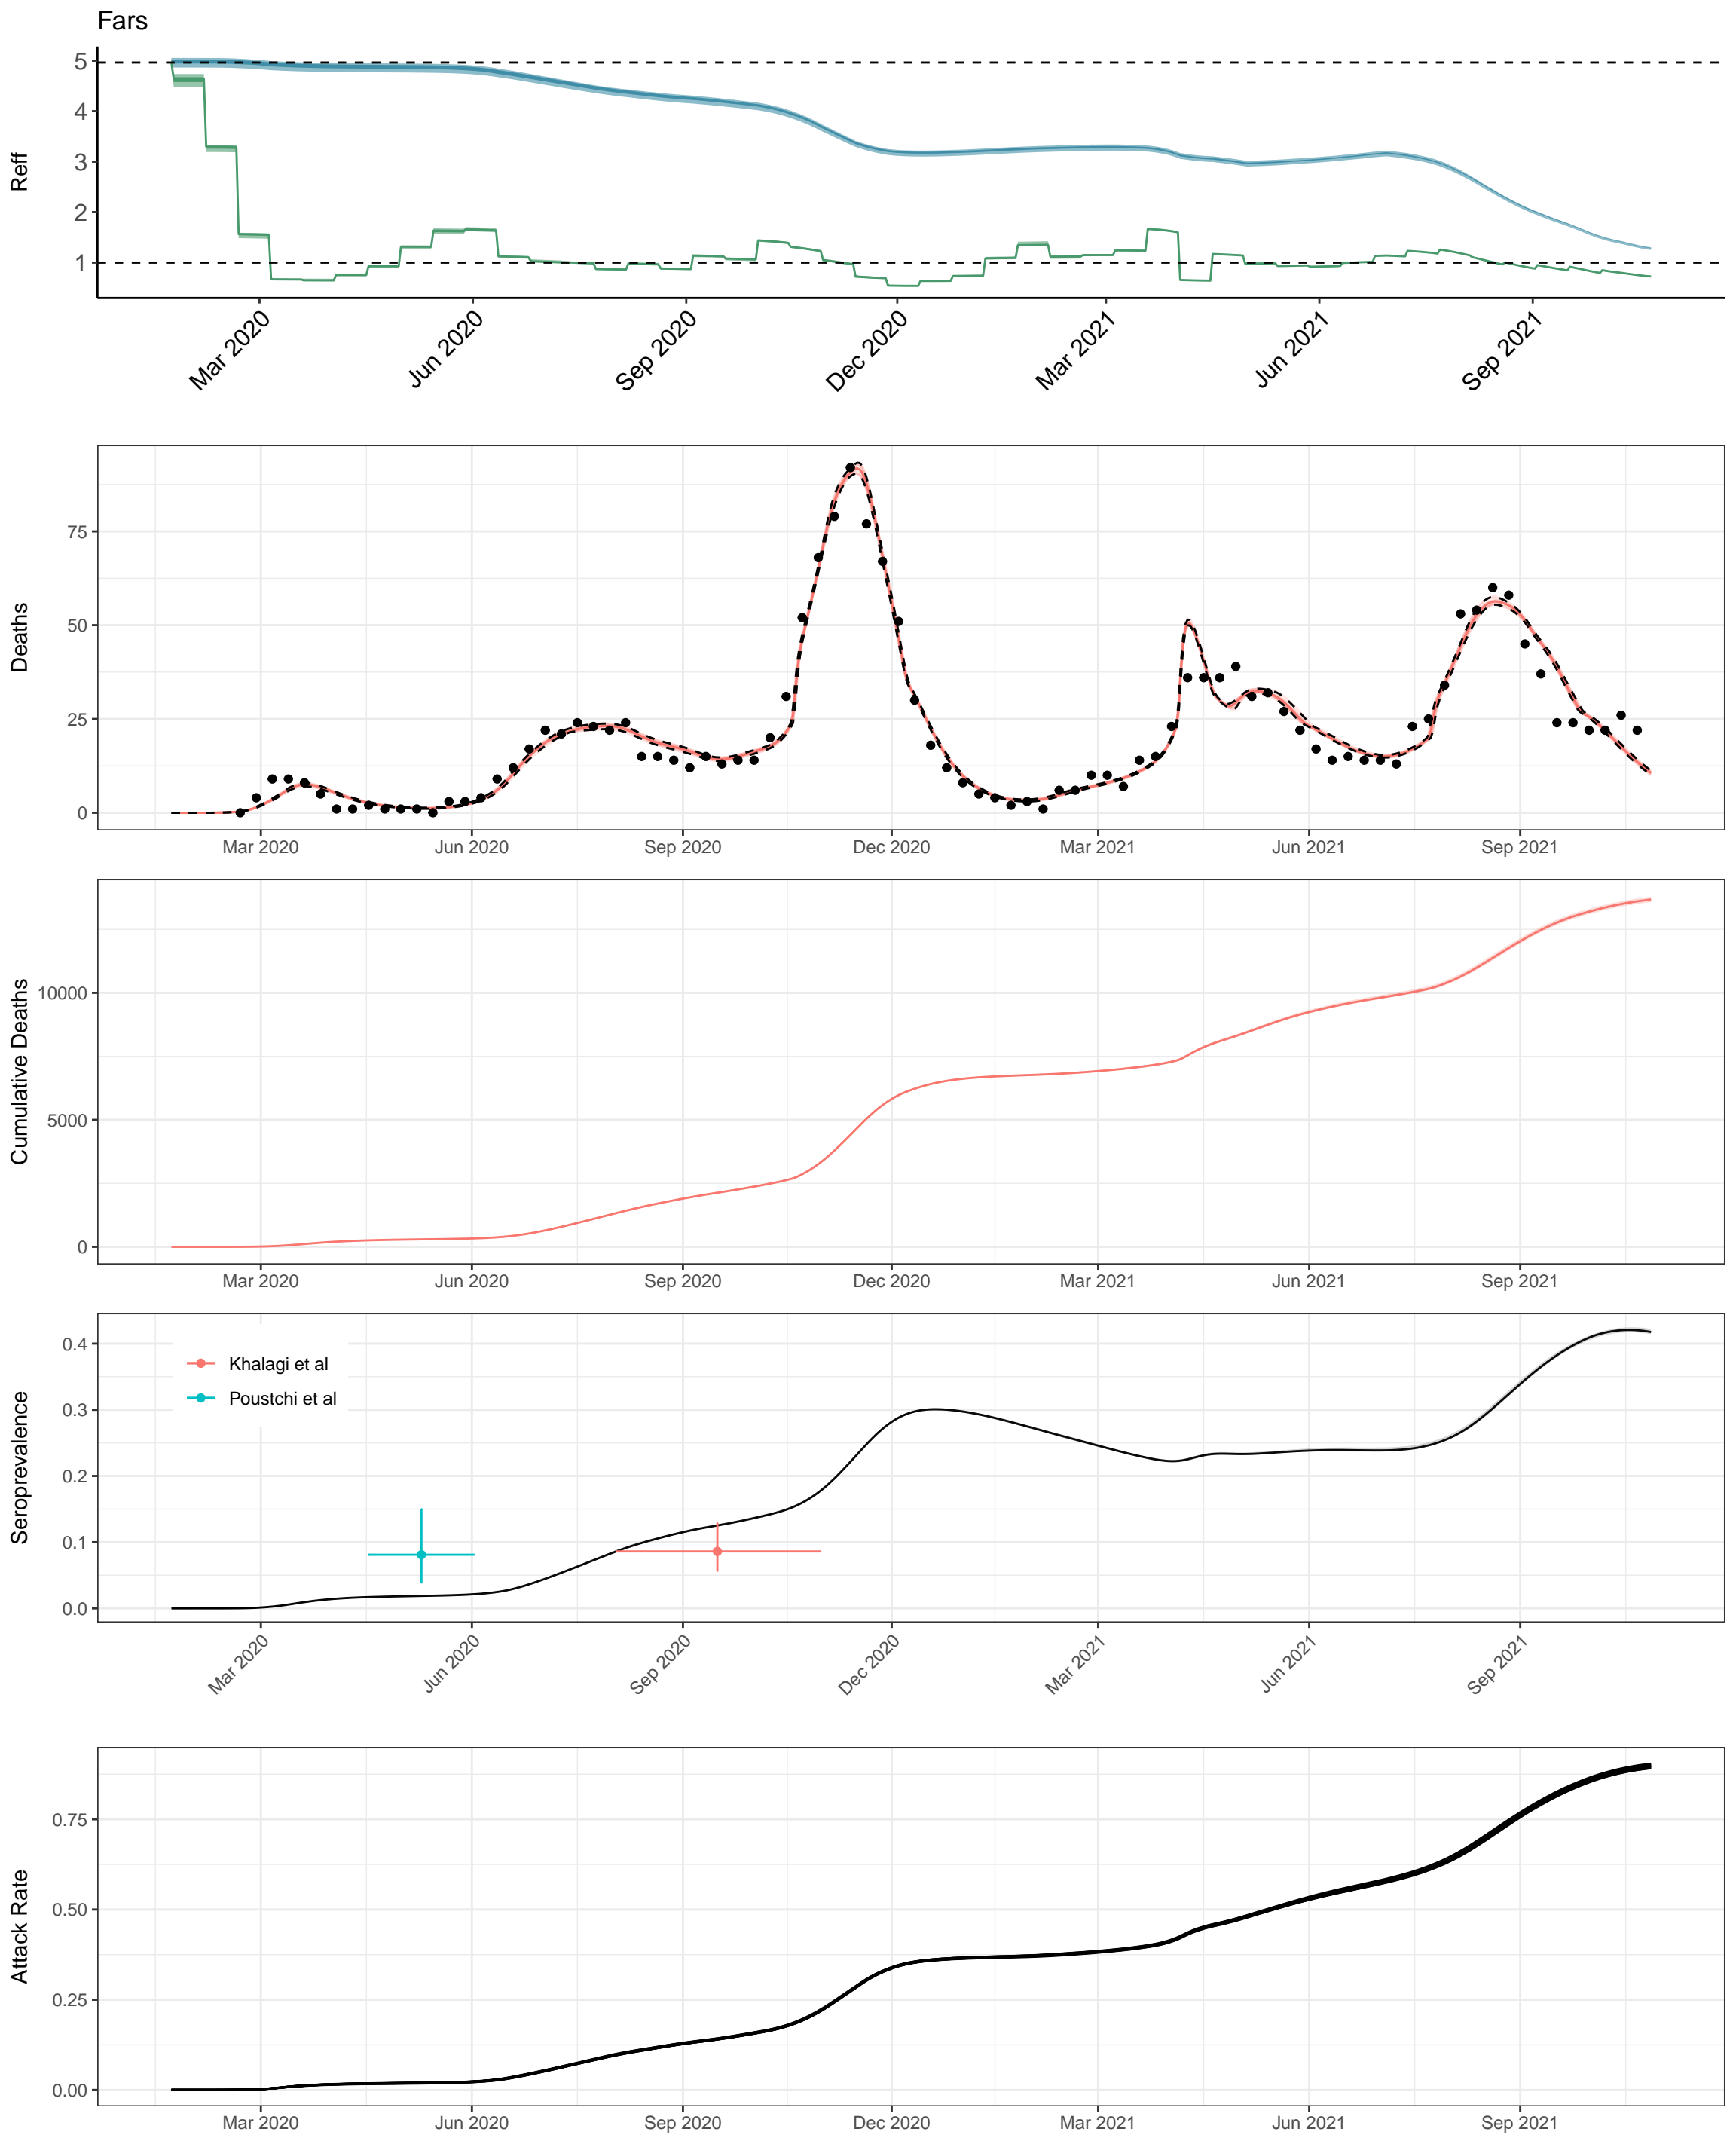 Fars
Reff
5
4
3
2
1
Mar 2020
Jun 2020
Sep 2020
Dec 2020
Mar 2021
Jun 2021
Sep 2021
Deaths
75
50
25
0
Mar 2020
Jun 2020
Sep 2020
Dec 2020
Mar 2021
Jun 2021
Sep 2021
Cumulative Deaths
10000
5000
0
Mar 2020
Jun 2020
Sep 2020
Dec 2020
Mar 2021
Jun 2021
Sep 2021
Seroprevalence
0.4
0.3
0.2
0.1
0.0
Khalagi et al
Poustchi et al
Mar 2020
Jun 2020
Sep 2020
Dec 2020
Mar 2021
Jun 2021
Sep 2021
Attack Rate
0.75
0.50
0.25
0.00
Mar 2020
Jun 2020
Sep 2020
Dec 2020
Mar 2021
Jun 2021
Sep 2021